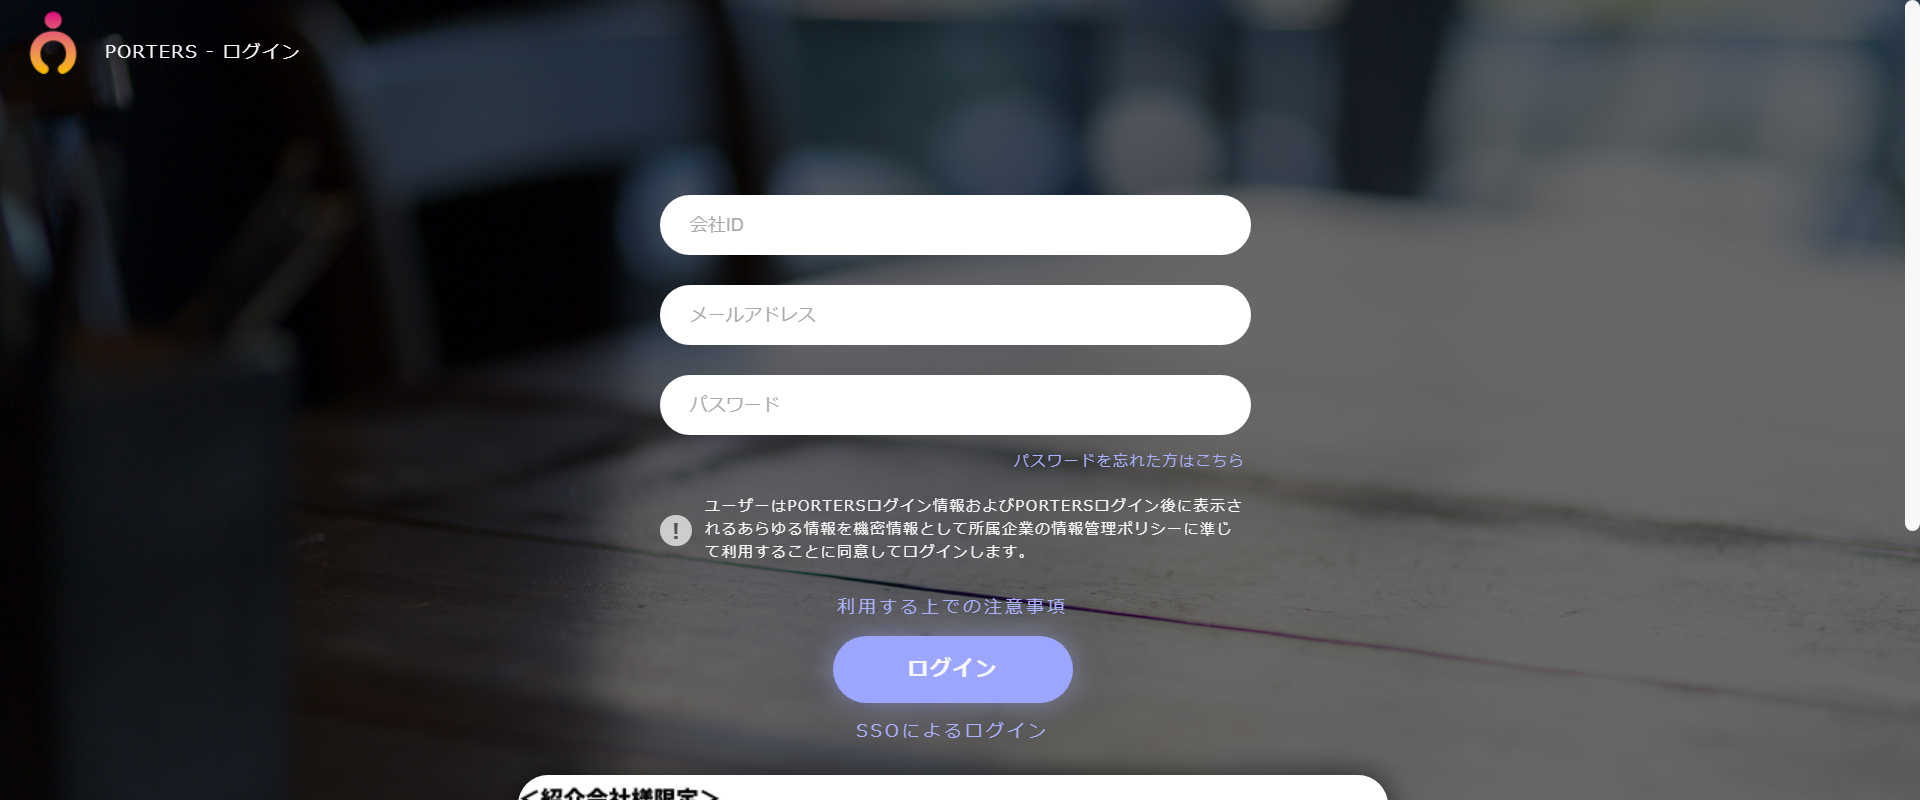 PORTERS - ログイン
会社ID
メールアドレス
パスワード
パスワードを忘れた方はこちら
ユーザーはPORTERSログイン情報およびPORTERSログイン後に表示さ
れるあらゆる情報を機密情報として所属企業の情報管理ポリシーに準じ
て利用することに同意してログインします。
利用する上での注意事項
ログイン
SSOによるログイン
＜紹介会社様限定＞